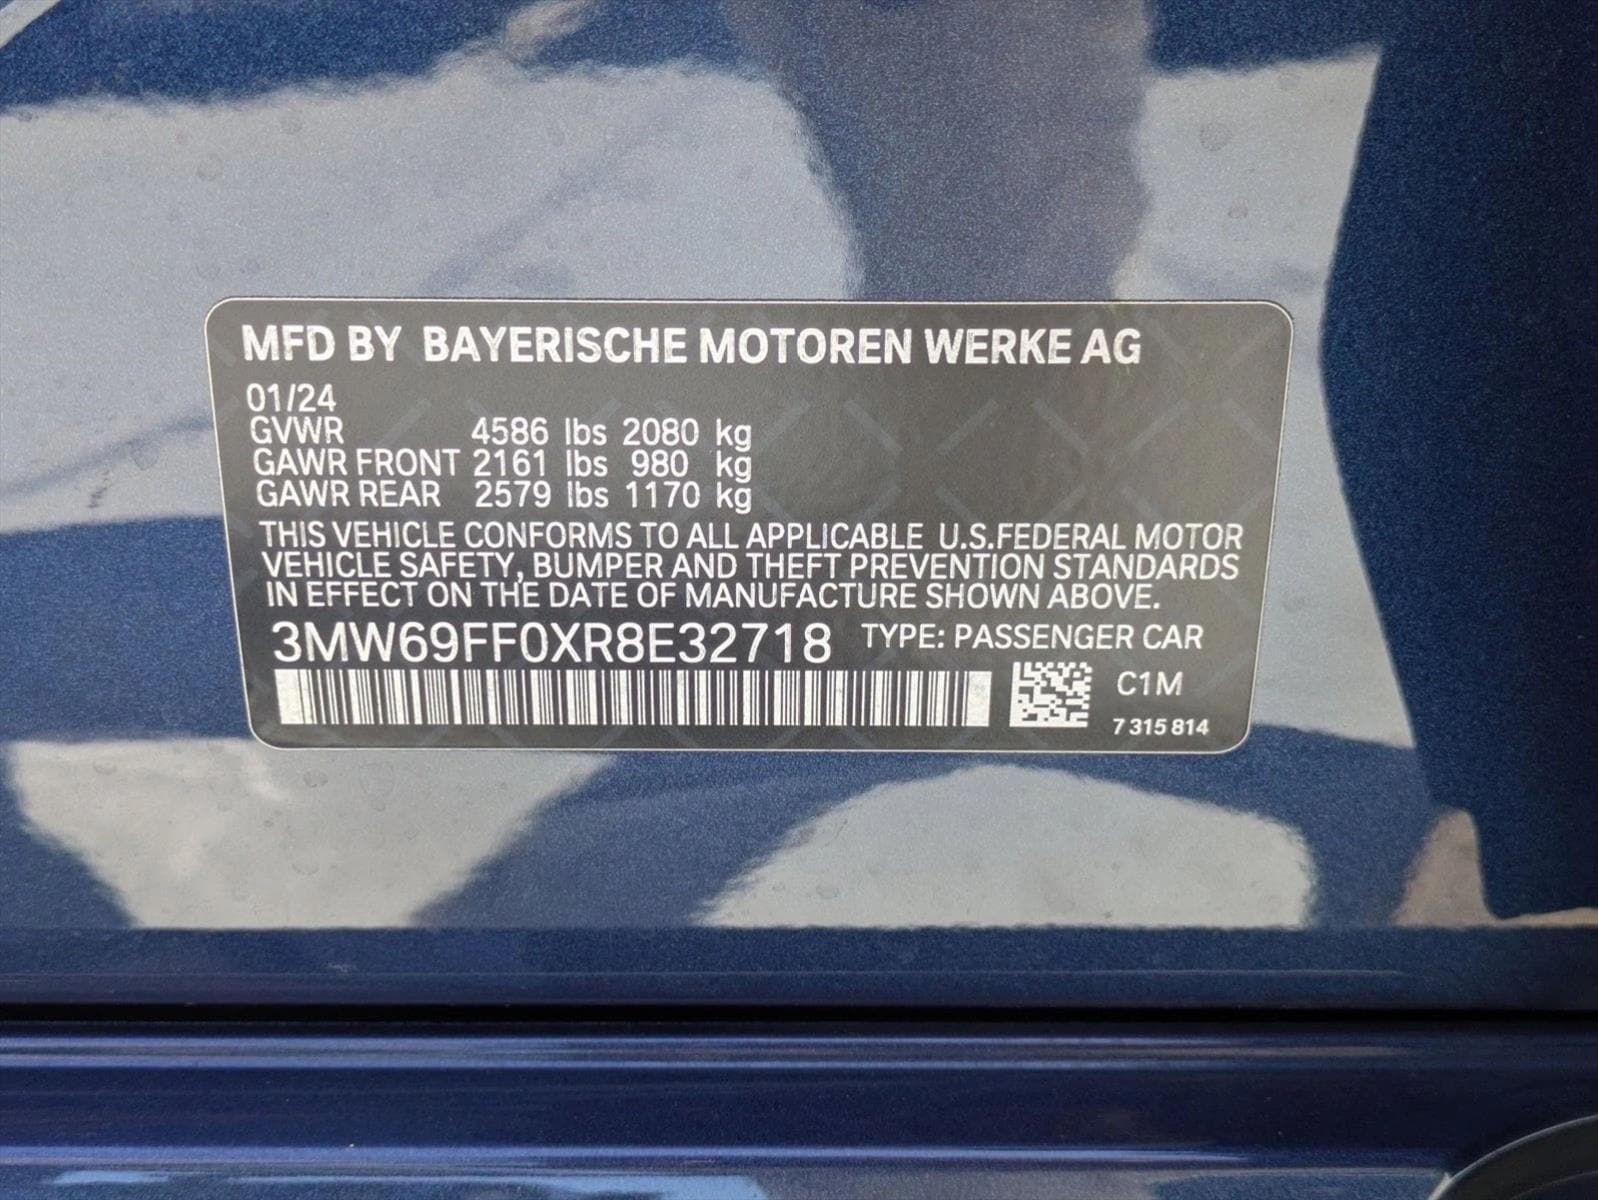 MFD BY BAYERISCHE MOTOREN WERKE AG
01/24
GVWR 4586 lbs 2080 kg
GAWR FRONT 2161 lbs 980 kg
GAWR REAR 2579 lbs 1170 kg
THIS VEHICLE CONFORMS TO ALL APPLICABLE U.S.FEDERAL MOTOR
VEHICLE SAFETY, BUMPER AND THEFT PREVENTION STANDARDS
IN EFFECT ON THE DATE OF MANUFACTURE SHOWN ABOVE.
3MW69FF0XR8E32718 TYPE: PASSENGER CAR
C1M
7 315 814